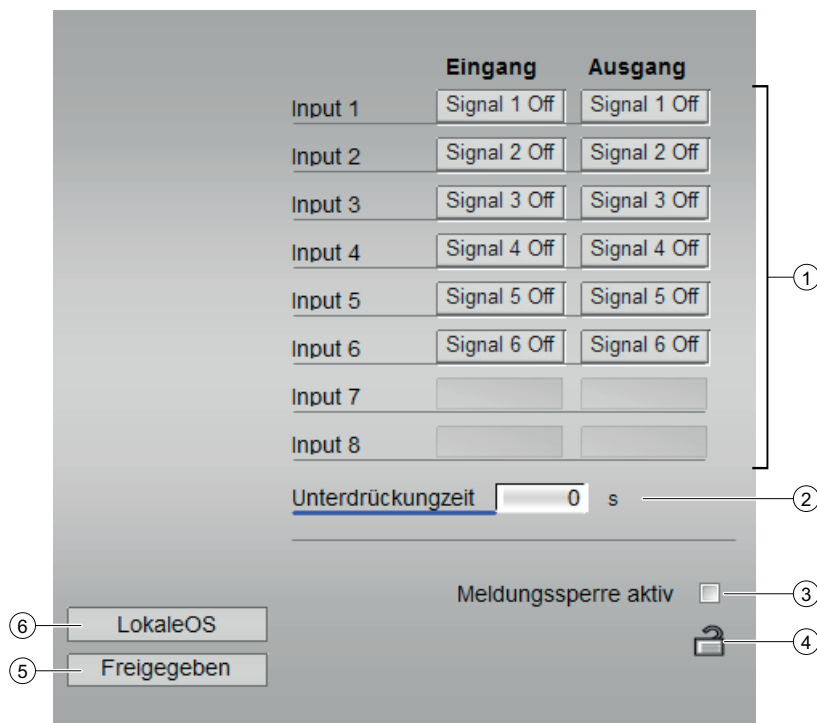 Eingang Ausgang
Input 1 Signal 1 Off Signal 1 Off
Input 2 Signal 2 Off Signal 2 Off
Input 3 Signal 3 Off Signal 3 Off
Input 4 Signal 4 Off Signal 4 Off
Input 5 Signal 5 Off Signal 5 Off
Input 6 Signal 6 Off Signal 6 Off
Input 7
Input 8
1
Unterdrückungzeit 0 s 2
Meldungssperre aktiv 3
4
6 LokaleOS
5 Freigegeben